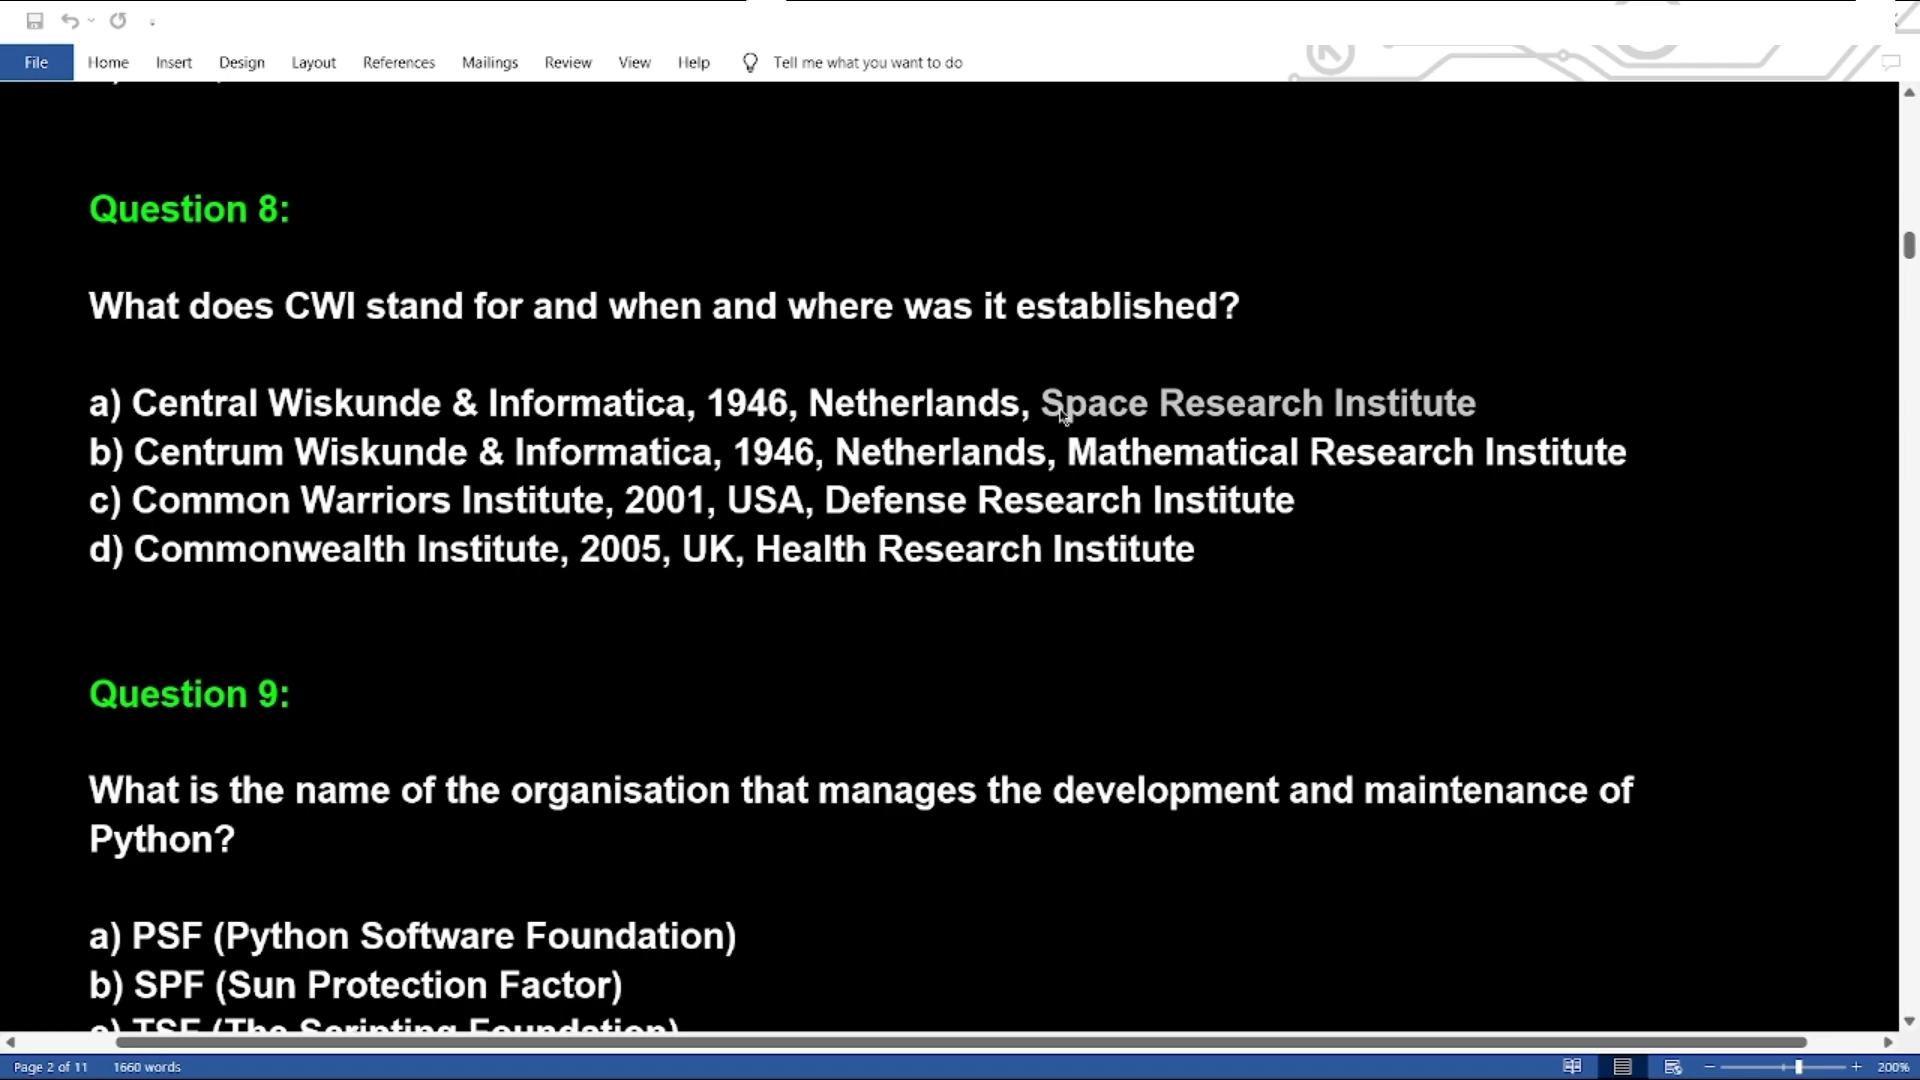 File Home Insert Design Layout References Mailings Review View Help Tell me what you want to do
Question 8:
What does CWI stand for and when and where was it established?
a) Central Wiskunde & Informatica, 1946, Netherlands, Space Research Institute
b) Centrum Wiskunde & Informatica, 1946, Netherlands, Mathematical Research Institute
c) Common Warriors Institute, 2001, USA, Defense Research Institute
d) Commonwealth Institute, 2005, UK, Health Research Institute
Question 9:
What is the name of the organisation that manages the development and maintenance of
Python?
a) PSF (Python Software Foundation)
b) SPF (Sun Protection Factor)
c) TSF (The Scripting Foundation)
Page 2 of 11 1660 words 200%